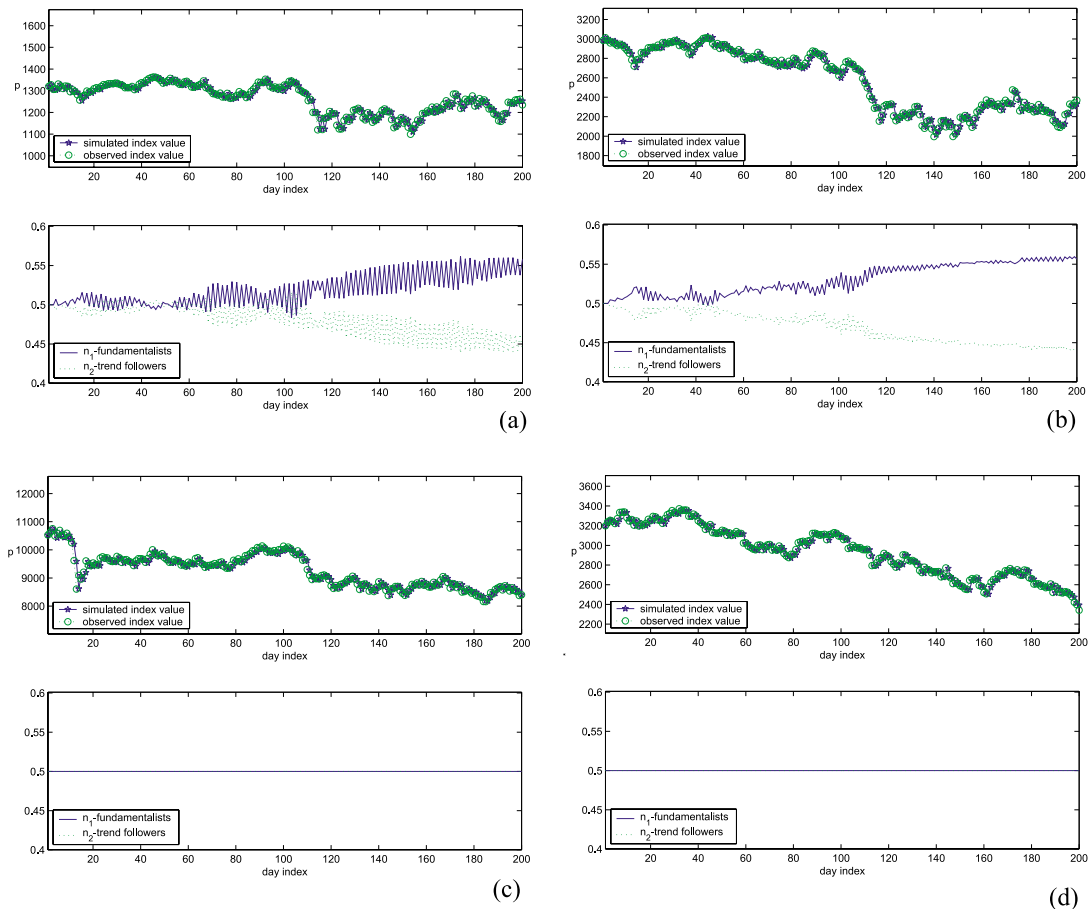 1600
1500
1400
1300
p
1200
1100
1000
simulated index value
observed index value
20 40 60 80 100 120 140 160 180 200
day index
0.6
0.55
0.5
0.45
0.4
n1-fundamentalists
n2-trend followers
20 40 60 80 100 120 140 160 180 200
day index
(a)
3200
3000
2800
p
2600
2400
2200
2000
1800
simulated index value
observed index value
20 40 60 80 100 120 140 160 180 200
day index
0.6
0.55
0.5
0.45
0.4
n1-fundamentalists
n2-trend followers
20 40 60 80 100 120 140 160 180 200
day index
(b)
12000
11000
10000
p
9000
8000
simulated index value
observed index value
20 40 60 80 100 120 140 160 180 200
day index
0.6
0.55
0.5
0.45
0.4
n1-fundamentalists
n2-trend followers
20 40 60 80 100 120 140 160 180 200
day index
(c)
3600
3400
3200
3000
p
2800
2600
2400
2200
simulated index value
observed index value
20 40 60 80 100 120 140 160 180 200
day index
0.6
0.55
0.5
0.45
0.4
n1-fundamentalists
n2-trend followers
20 40 60 80 100 120 140 160 180 200
day index
(d)